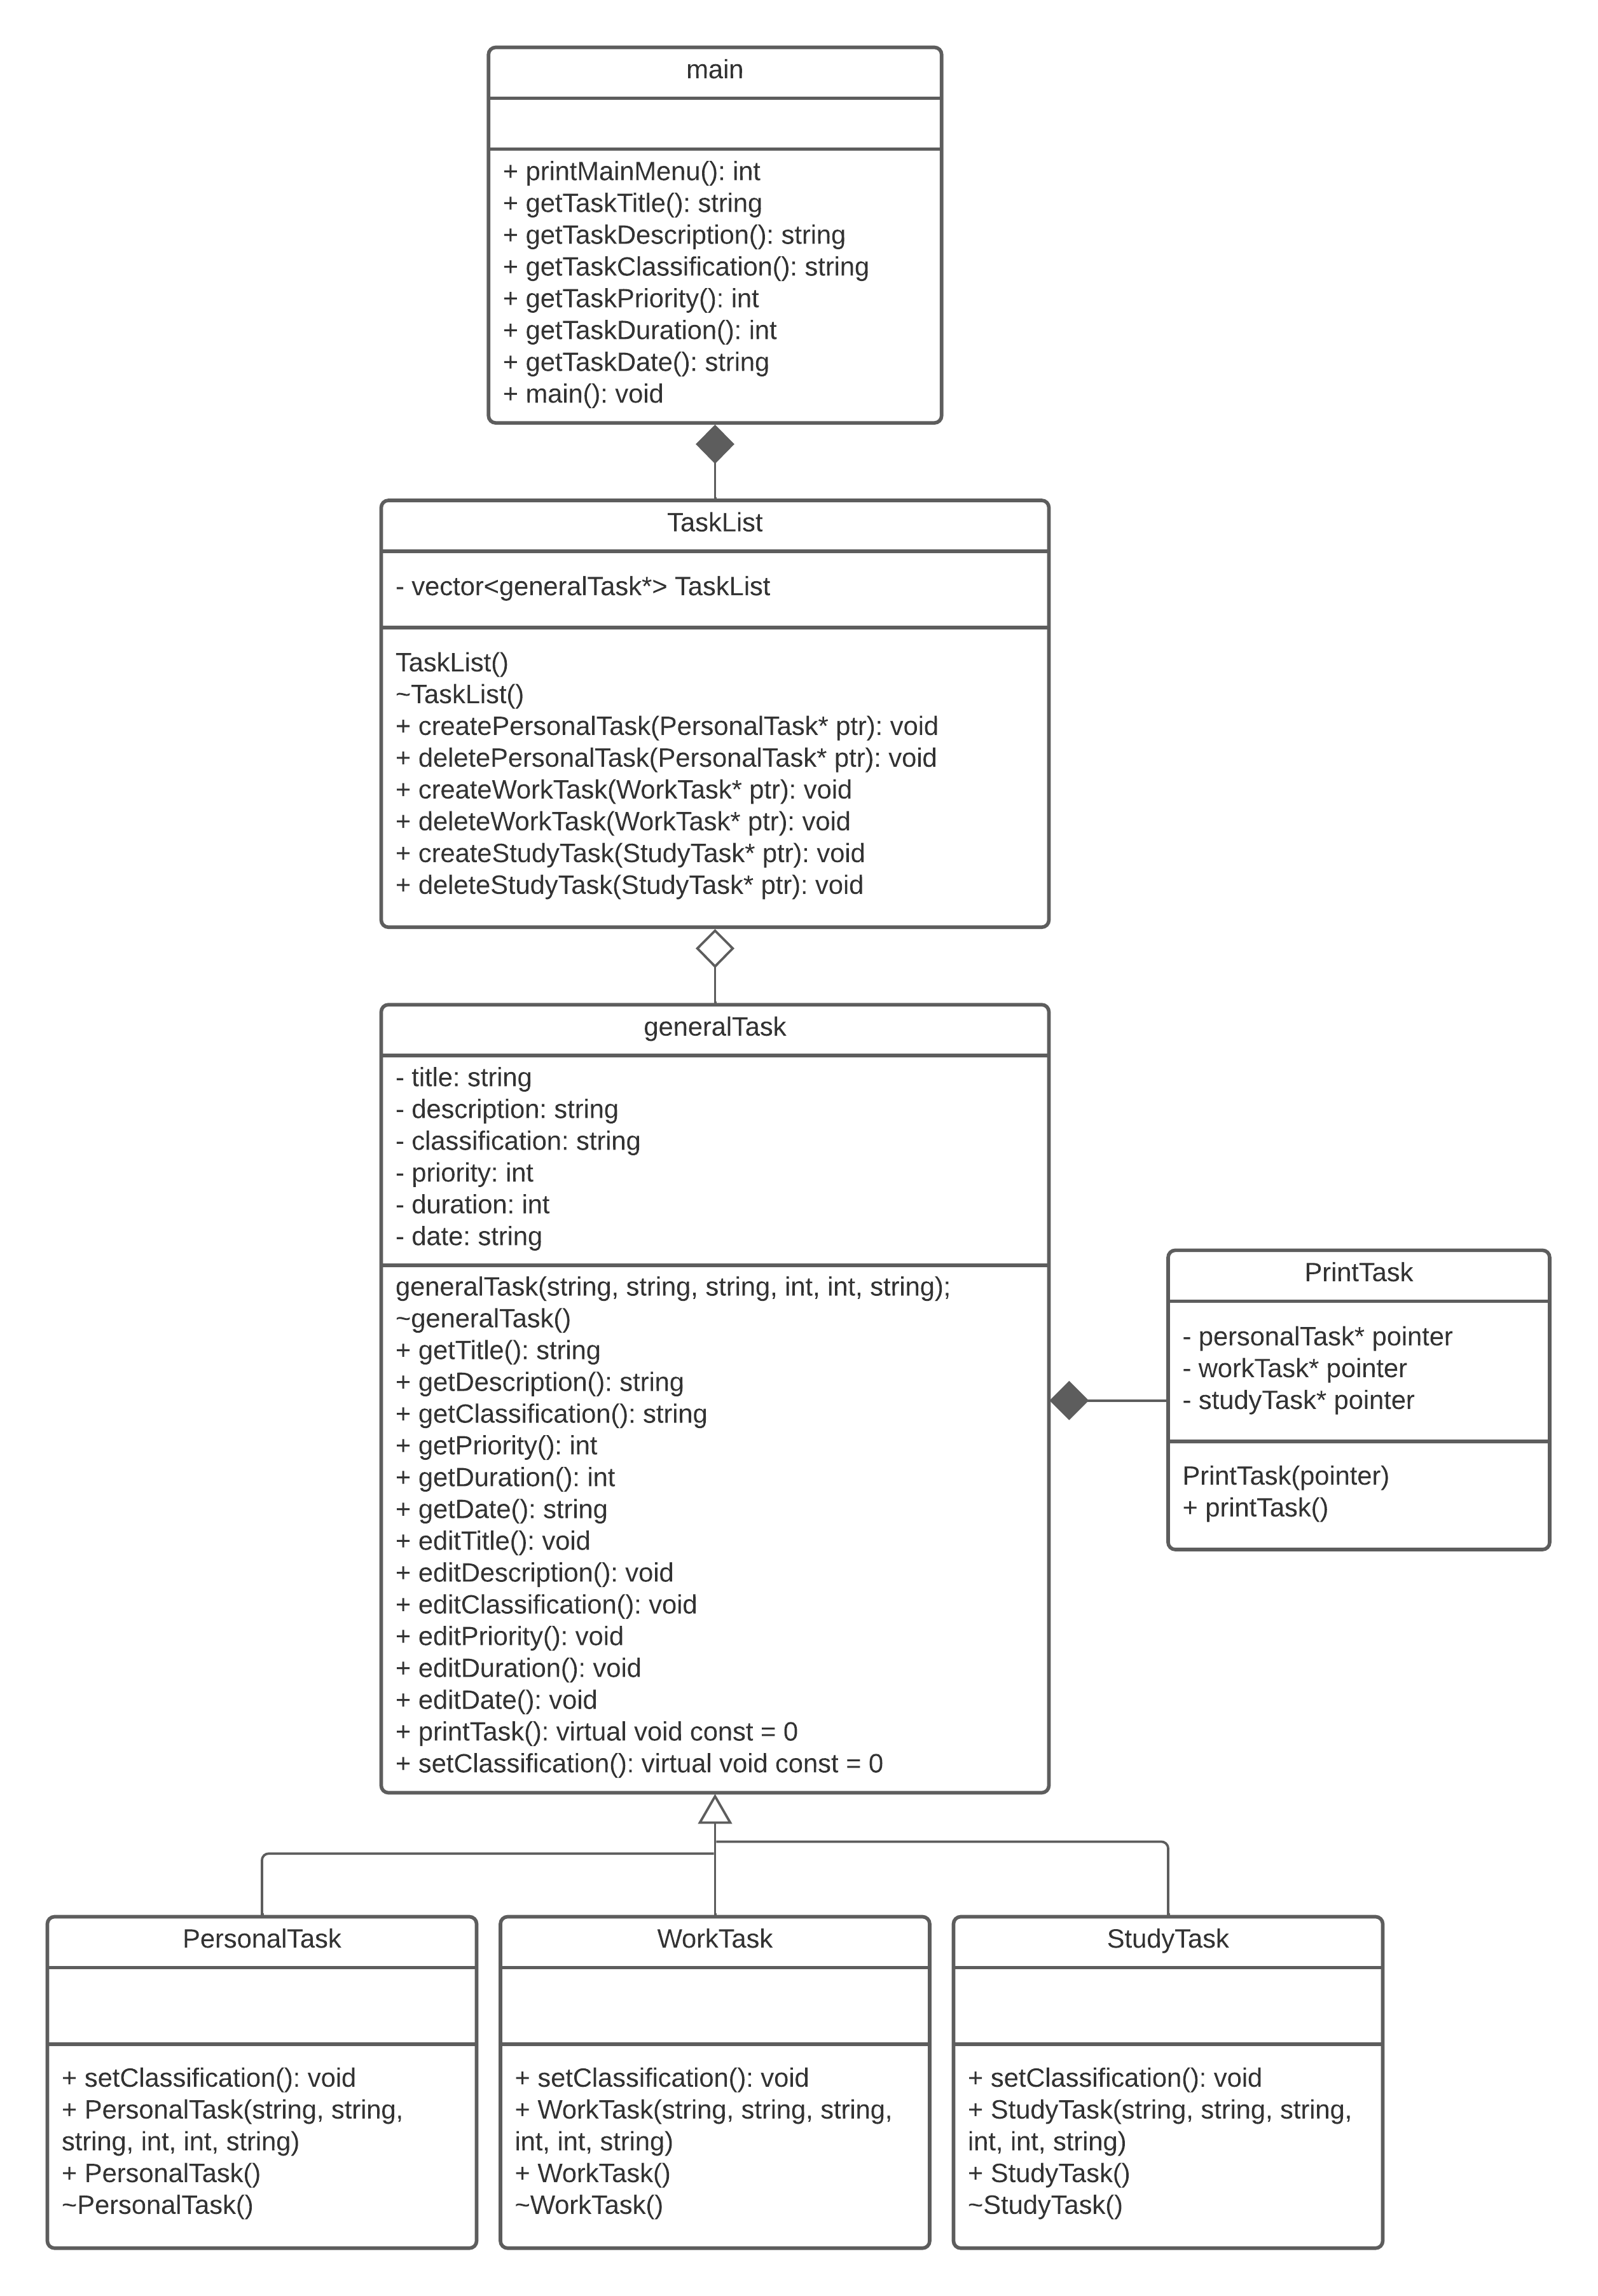 main
+ printMainMenu(): int
+ getTaskTitle(): string
+ getTaskDescription(): string
+ getTaskClassification(): string
+ getTaskPriority(): int
+ getTaskDuration(): int
+ getTaskDate(): string
+ main(): void
TaskList
- vector<generalTask*> TaskList
TaskList()
~TaskList()
+ createPersonalTask(PersonalTask* ptr): void
+ deletePersonalTask(PersonalTask* ptr): void
+ createWorkTask(WorkTask* ptr): void
+ deleteWorkTask(WorkTask* ptr): void
+ createStudyTask(StudyTask* ptr): void
+ deleteStudyTask(StudyTask* ptr): void
generalTask
- title: string
- description: string
- classification: string
- priority: int
- duration: int
- date: string
generalTask(string, string, string, int, int, string);
~generalTask()
+ getTitle(): string
+ getDescription(): string
+ getClassification(): string
+ getPriority(): int
+ getDuration(): int
+ getDate(): string
+ editTitle(): void
+ editDescription(): void
+ editClassification(): void
+ editPriority(): void
+ editDuration(): void
+ editDate(): void
+ printTask(): virtual void const = 0
+ setClassification(): virtual void const = 0
PrintTask
- personalTask* pointer
- workTask* pointer
- studyTask* pointer
PrintTask(pointer)
+ printTask()
PersonalTask
+ setClassification(): void
+ PersonalTask(string, string,
string, int, int, string)
+ PersonalTask()
~PersonalTask()
WorkTask
+ setClassification(): void
+ WorkTask(string, string, string,
int, int, string)
+ WorkTask()
~WorkTask()
StudyTask
+ setClassification(): void
+ StudyTask(string, string, string,
int, int, string)
+ StudyTask()
~StudyTask()